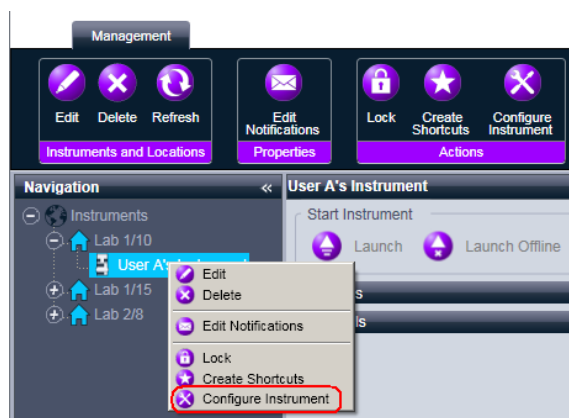 Management
Edit Delete Refresh Edit Notifications Lock Create Shortcuts Configure Instrument
Instruments and Locations Properties Actions
Navigation « User A's Instrument
Instruments
Start Instrument
Lab 1/10
Launch Launch Offline
User A's
Edit
Lab 1/15
Delete
Lab 2/8
Edit Notifications
Lock
Create Shortcuts
Configure Instrument